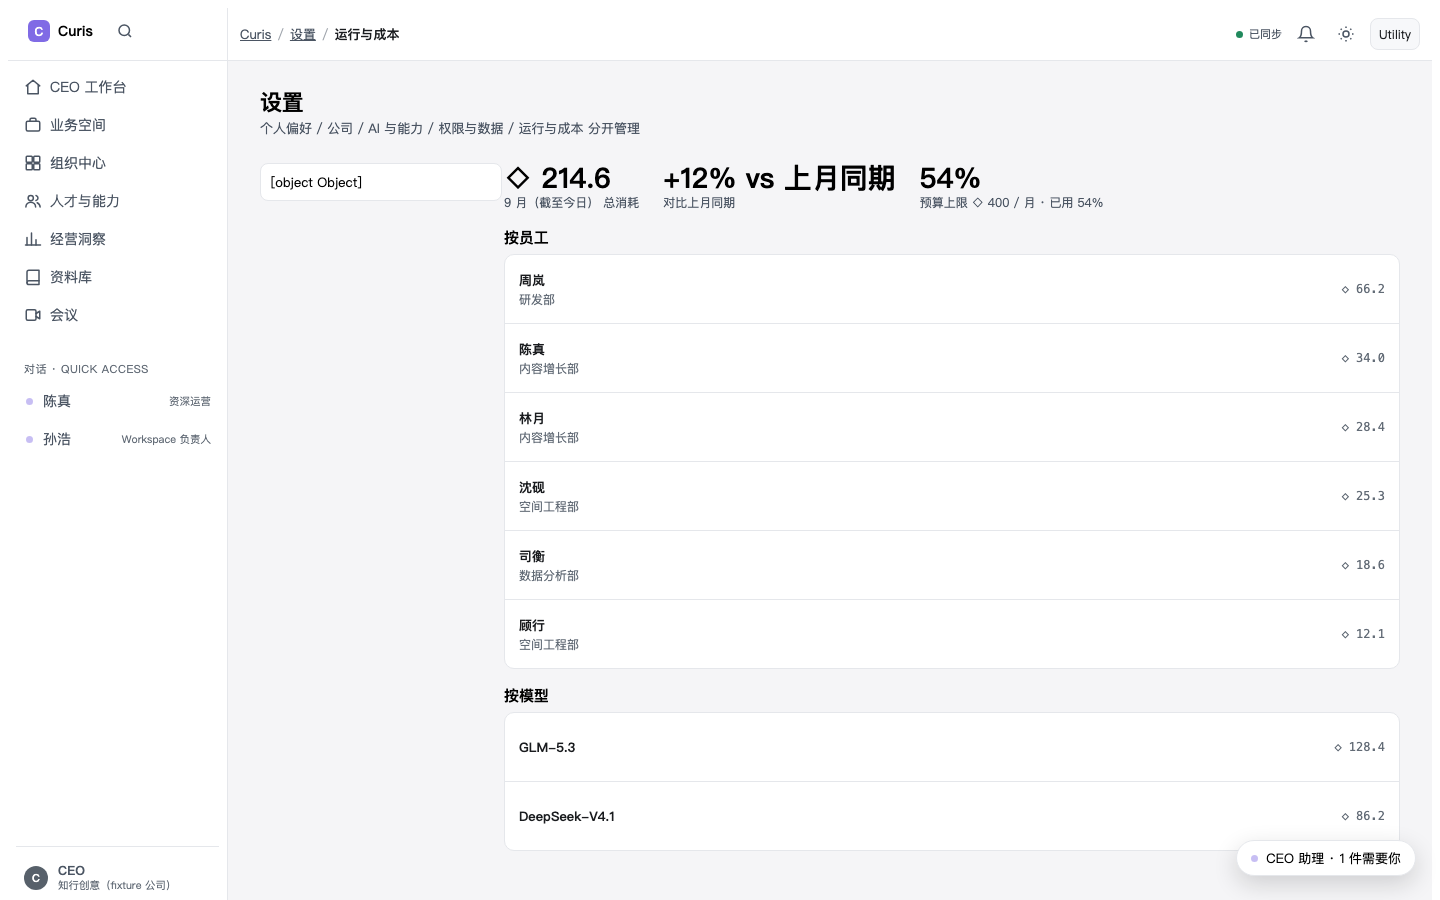 C Curis
Curis / 设置 / 运行与成本
已同步
Utility
CEO 工作台
业务空间
组织中心
人才与能力
经营洞察
资料库
会议
对话 · QUICK ACCESS
陈真 资深运营
孙浩 Workspace 负责人
C CEO
知行创意（fixture 公司）
设置
个人偏好 / 公司 / AI 与能力 / 权限与数据 / 运行与成本 分开管理
[object Object]
◇ 214.6
9 月（截至今日） 总消耗
+12% vs 上月同期
对比上月同期
54%
预算上限 ◇ 400 / 月 · 已用 54%
按员工
周岚
研发部
◇ 66.2
陈真
内容增长部
◇ 34.0
林月
内容增长部
◇ 28.4
沈砚
空间工程部
◇ 25.3
司衡
数据分析部
◇ 18.6
顾行
空间工程部
◇ 12.1
按模型
GLM-5.3 ◇ 128.4
DeepSeek-V4.1 ◇ 86.2
CEO 助理 · 1 件需要你